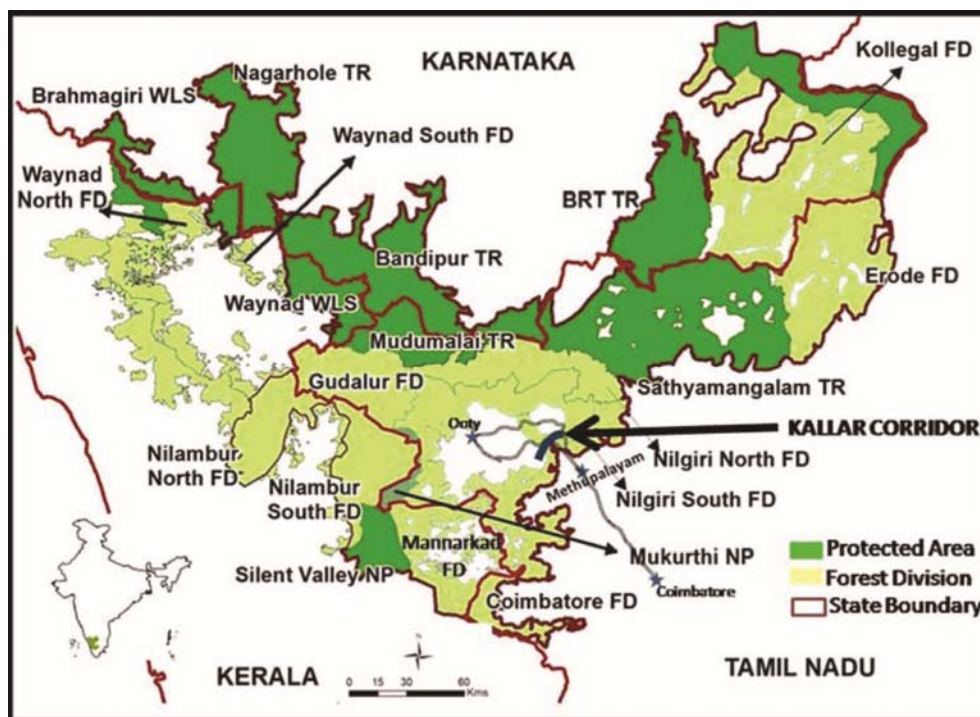 KARNATAKA
Kollegal FD
Nagarhole TR
Brahmagiri WLS
Waynad South FD
Waynad
North FD
BRT TR
Bandipur TR
Erode FD
Waynad WLS
Mudumalai TR
Gudalur FD
Sathyamangalam TR
Ooty
KALLAR CORRIDOR
Nilambur
North FD
Methupalayam
Nilgiri North FD
Nilambur
South FD
Nilgiri South FD
Mannarkad
FD
Mukurthi NP
Silent Valley NP
Coimbatore FD
Coimbatore
Protected Area
Forest Division
State Boundary
KERALA
0 15 30 60
Kms
TAMIL NADU